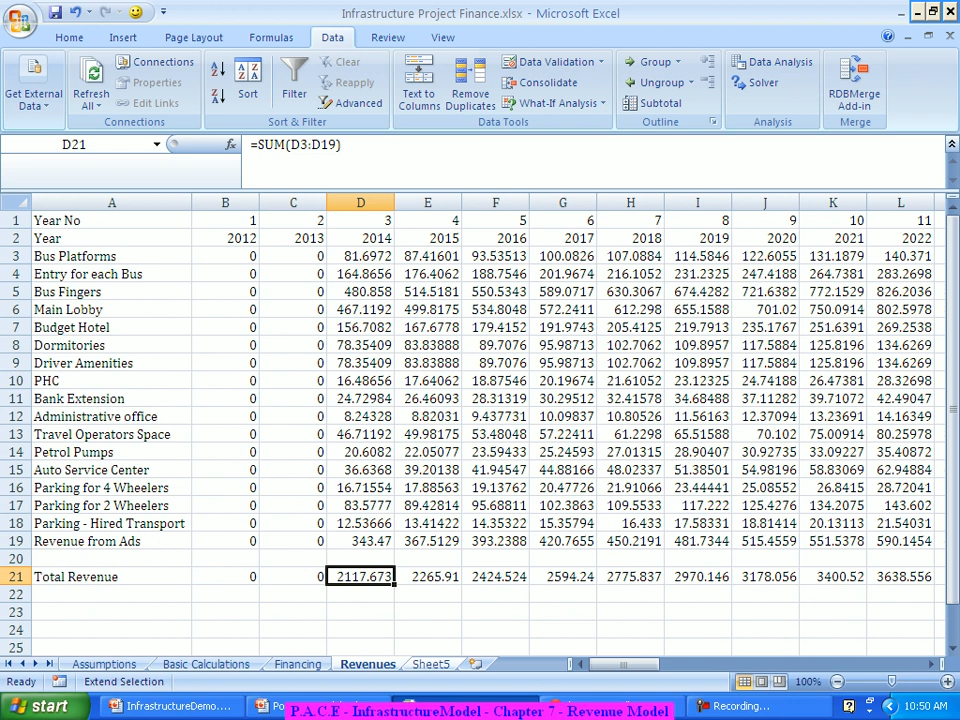 Infrastructure Project Finance.xlsx - Microsoft Excel
Home Insert Page Layout Formulas Data Review View
Get External Data
Refresh All
Connections
Properties
Edit Links
Connections
Sort
Filter
Clear
Reapply
Advanced
Sort & Filter
Text to Columns
Remove Duplicates
Data Validation
Consolidate
What-If Analysis
Data Tools
Group
Ungroup
Subtotal
Outline
Data Analysis
Solver
Analysis
RDBMerge Add-in
Merge
D21 fx =SUM(D3:D19)
A B C D E F G H I J K L
1 Year No 1 2 3 4 5 6 7 8 9 10 11
2 Year 2012 2013 2014 2015 2016 2017 2018 2019 2020 2021 2022
3 Bus Platforms 0 0 81.6972 87.41601 93.53513 100.0826 107.0884 114.5846 122.6055 131.1879 140.371
4 Entry for each Bus 0 0 164.8656 176.4062 188.7546 201.9674 216.1052 231.2325 247.4188 264.7381 283.2698
5 Bus Fingers 0 0 480.858 514.5181 550.5343 589.0717 630.3067 674.4282 721.6382 772.1529 826.2036
6 Main Lobby 0 0 467.1192 499.8175 534.8048 572.2411 612.298 655.1588 701.02 750.0914 802.5978
7 Budget Hotel 0 0 156.7082 167.6778 179.4152 191.9743 205.4125 219.7913 235.1767 251.6391 269.2538
8 Dormitories 0 0 78.35409 83.83888 89.7076 95.98713 102.7062 109.8957 117.5884 125.8196 134.6269
9 Driver Amenities 0 0 78.35409 83.83888 89.7076 95.98713 102.7062 109.8957 117.5884 125.8196 134.6269
10 PHC 0 0 16.48656 17.64062 18.87546 20.19674 21.61052 23.12325 24.74188 26.47381 28.32698
11 Bank Extension 0 0 24.72984 26.46093 28.31319 30.29512 32.41578 34.68488 37.11282 39.71072 42.49047
12 Administrative office 0 0 8.24328 8.82031 9.437731 10.09837 10.80526 11.56163 12.37094 13.23691 14.16349
13 Travel Operators Space 0 0 46.71192 49.98175 53.48048 57.22411 61.2298 65.51588 70.102 75.00914 80.25978
14 Petrol Pumps 0 0 20.6082 22.05077 23.59433 25.24593 27.01315 28.90407 30.92735 33.09227 35.40872
15 Auto Service Center 0 0 36.6368 39.20138 41.94547 44.88166 48.02337 51.38501 54.98196 58.83069 62.94884
16 Parking for 4 Wheelers 0 0 16.71554 17.88563 19.13762 20.47726 21.91066 23.44441 25.08552 26.8415 28.72041
17 Parking for 2 Wheelers 0 0 83.5777 89.42814 95.68811 102.3863 109.5533 117.222 125.4276 134.2075 143.602
18 Parking - Hired Transport 0 0 12.53666 13.41422 14.35322 15.35794 16.433 17.58331 18.81414 20.13113 21.54031
19 Revenue from Ads 0 0 343.47 367.5129 393.2388 420.7655 450.2191 481.7344 515.4559 551.5378 590.1454
20
21 Total Revenue 0 0 2117.673 2265.91 2424.524 2594.24 2775.837 2970.146 3178.056 3400.52 3638.556
22
23
24
25
Assumptions Basic Calculations Financing Revenues Sheet5
Ready Extend Selection 100%
start InfrastructureDemo.... Po Recording... 10:50 AM
P.A.C.E - InfrastructureModel - Chapter 7 - Revenue Model